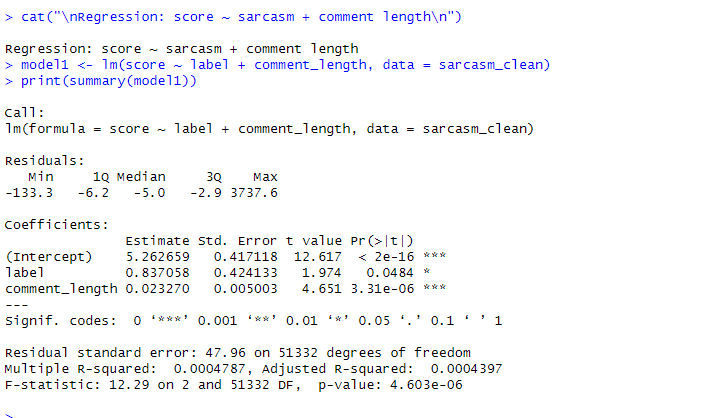 > cat("\nRegression: score ~ sarcasm + comment length\n")
Regression: score ~ sarcasm + comment length
> model1 <- lm(score ~ label + comment_length, data = sarcasm_clean)
> print(summary(model1))
Call:
lm(formula = score ~ label + comment_length, data = sarcasm_clean)
Residuals:
   Min     1Q Median     3Q    Max
-133.3   -6.2   -5.0   -2.9 3737.6
Coefficients:
               Estimate Std. Error t value Pr(>|t|)
(Intercept)    5.262659   0.417118  12.617  < 2e-16 ***
label          0.837058   0.424133   1.974   0.0484 *
comment_length 0.023270   0.005003   4.651 3.31e-06 ***
---
Signif. codes:  0 ‘***’ 0.001 ‘**’ 0.01 ‘*’ 0.05 ‘.’ 0.1 ‘ ’ 1
Residual standard error: 47.96 on 51332 degrees of freedom
Multiple R-squared:  0.0004787, Adjusted R-squared:  0.0004397
F-statistic: 12.29 on 2 and 51332 DF,  p-value: 4.603e-06
>